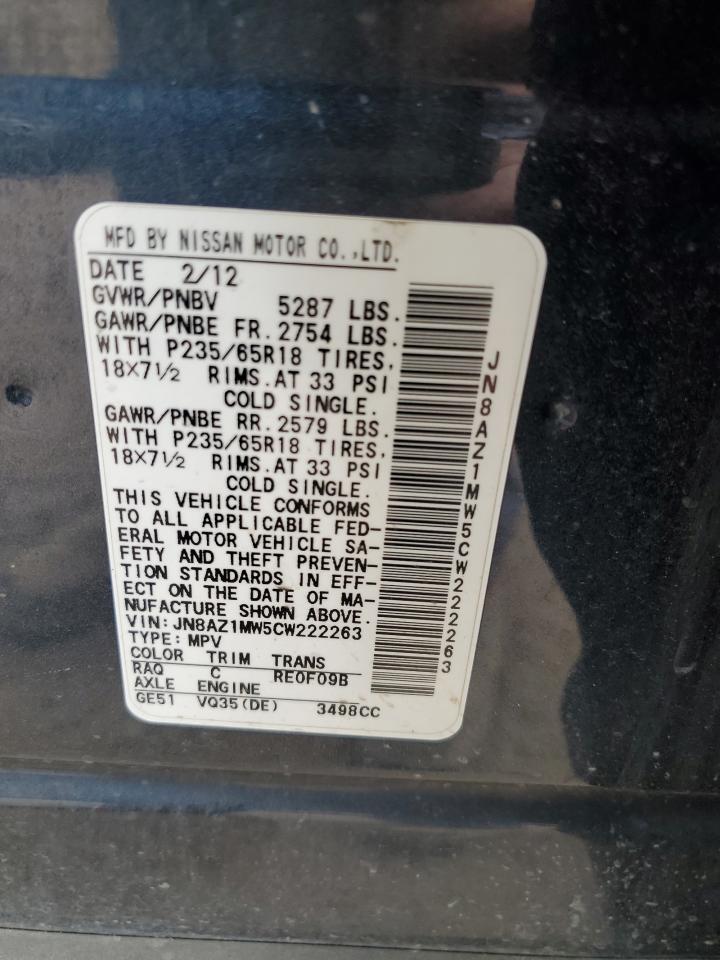 MFD BY NISSAN MOTOR CO.,LTD.
DATE 2/12
GVWR/PNBV 5287 LBS.
GAWR/PNBE FR. 2754 LBS.
WITH P235/65R18 TIRES,
18X7½ RIMS.AT 33 PSI
COLD SINGLE.
GAWR/PNBE RR. 2579 LBS.
WITH P235/65R18 TIRES,
18X7½ RIMS.AT 33 PSI
COLD SINGLE.
THIS VEHICLE CONFORMS
TO ALL APPLICABLE FED-
ERAL MOTOR VEHICLE SA-
FETY AND THEFT PREVEN-
TION STANDARDS IN EFF-
ECT ON THE DATE OF MA-
NUFACTURE SHOWN ABOVE.
VIN: JN8AZ1MW5CW222263
TYPE: MPV
COLOR TRIM TRANS
RAQ C RE0F09B
AXLE ENGINE
GE51 VQ35(DE) 3498CC
JN8AZ1MW5CW222263